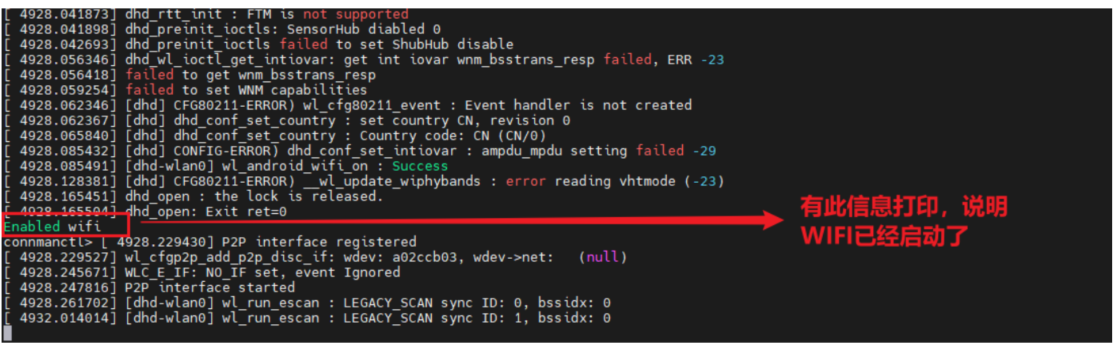 [ 4928.041873] dhd_rtt_init : FTM is not supported
[ 4928.041898] dhd_preinit_ioctls: SensorHub diabled 0
[ 4928.042693] dhd_preinit_ioctls failed to set ShubHub disable
[ 4928.056346] dhd_wl_ioctl_get_intiovar: get int iovar wnm_bsstrans_resp failed, ERR -23
[ 4928.056418] failed to get wnm_bsstrans_resp
[ 4928.059254] failed to set WNM capabilities
[ 4928.062346] [dhd] CFG80211-ERROR) wl_cfg80211_event : Event handler is not created
[ 4928.062367] [dhd] dhd_conf_set_country : set country CN, revision 0
[ 4928.065840] [dhd] dhd_conf_set_country : Country code: CN (CN/0)
[ 4928.085432] [dhd] CONFIG-ERROR) dhd_conf_set_intiovar : ampdu_mpdu setting failed -29
[ 4928.085491] [dhd-wlan0] wl_android_wifi_on : Success
[ 4928.128381] [dhd] CFG80211-ERROR) __wl_update_wiphybands : error reading vhtmode (-23)
[ 4928.165451] dhd_open : the lock is released.
[ 4928.165504] dhd_open: Exit ret=0
Enabled wifi
connmanctl> [ 4928.229430] P2P interface registered
[ 4928.229527] wl_cfgp2p_add_p2p_disc_if: wdev: a02ccb03, wdev->net: (null)
[ 4928.245671] WLC_E_IF: NO_IF set, event Ignored
[ 4928.247816] P2P interface started
[ 4928.261702] [dhd-wlan0] wl_run_escan : LEGACY_SCAN sync ID: 0, bssidx: 0
[ 4932.014014] [dhd-wlan0] wl_run_escan : LEGACY_SCAN sync ID: 1, bssidx: 0
有此信息打印，说明
WIFI已经启动了